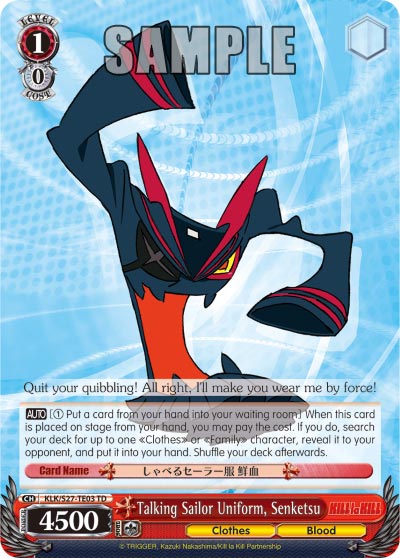 LEVEL
SAMPLE
1
0
COST
Quit your quibbling! All right, I'll make you wear me by force!
AUTO [① Put a card from your hand into your waiting room] When this card
is placed on stage from your hand, you may pay the cost. If you do, search
your deck for up to one «Clothes» or «Family» character, reveal it to your
opponent, and put it into your hand. Shuffle your deck afterwards.
Card Name しゃべるセーラー服 鮮血
CH KLK/S27-TE03 TD
Talking Sailor Uniform, Senketsu
KILL la KILL
POWER 4500
Clothes Blood
© TRIGGER, Kazuki Nakashima/Kill la Kill Partnership